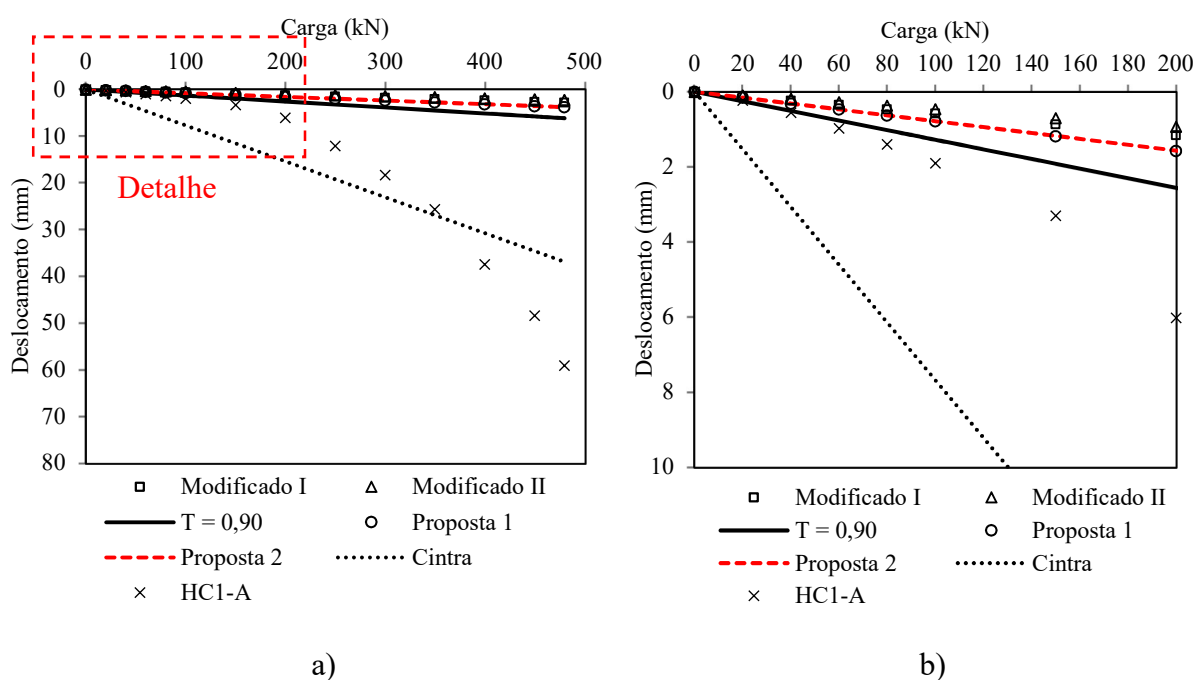 Carga (kN)
0 100 200 300 400 500
0
10
20
30
40
50
60
70
80
Deslocamento (mm)
Detalhe
Modificado I Modificado II
T = 0,90 Proposta 1
Proposta 2 Cintra
HC1-A
a)
Carga (kN)
0 20 40 60 80 100 120 140 160 180 200
0
2
4
6
8
10
Deslocamento (mm)
Modificado I Modificado II
T = 0,90 Proposta 1
Proposta 2 Cintra
HC1-A
b)